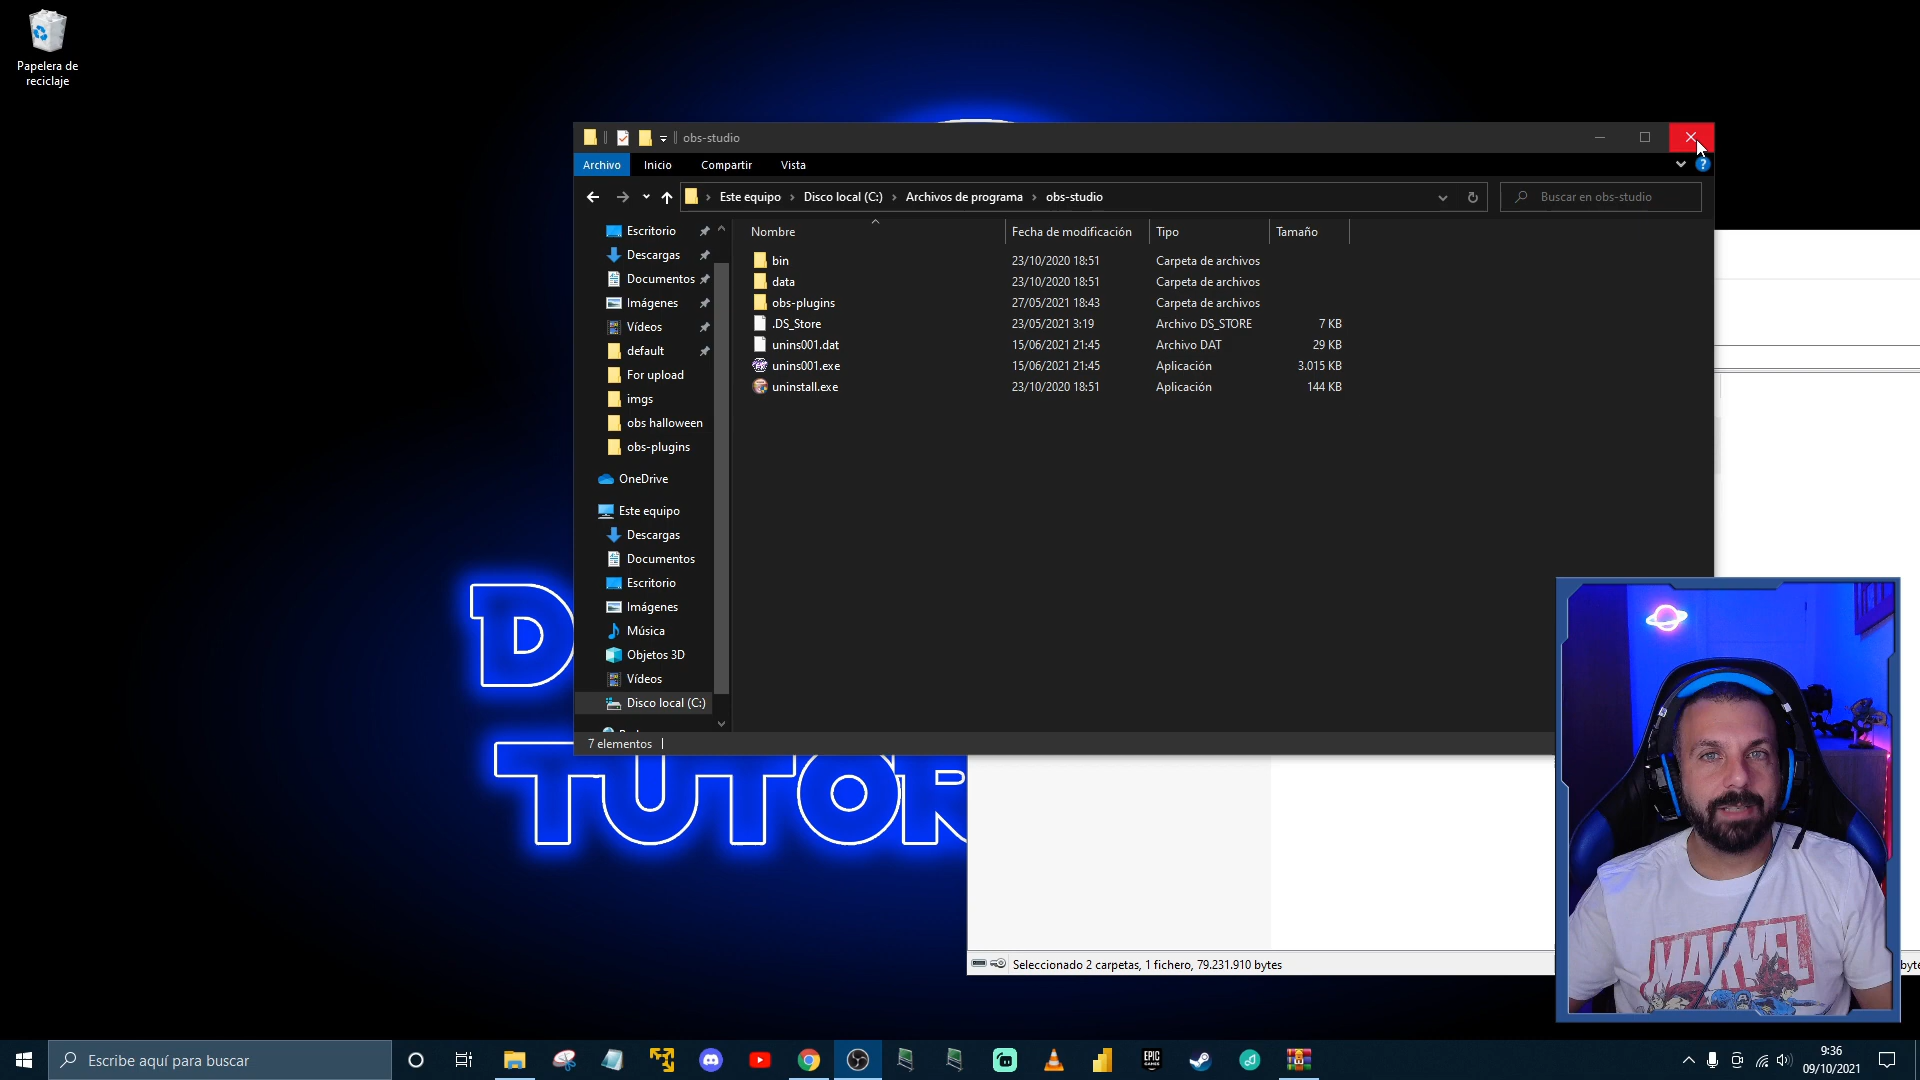 Papelera de
reciclaje
obs-studio
Archivo Inicio Compartir Vista
Este equipo Disco local (C:) Archivos de programa obs-studio
Buscar en obs-studio
Nombre Fecha de modificación Tipo Tamaño
bin 23/10/2020 18:51 Carpeta de archivos
data 23/10/2020 18:51 Carpeta de archivos
obs-plugins 27/05/2021 18:43 Carpeta de archivos
.DS_Store 23/05/2021 3:19 Archivo DS_STORE 7 KB
unins001.dat 15/06/2021 21:45 Archivo DAT 29 KB
unins001.exe 15/06/2021 21:45 Aplicación 3.015 KB
uninstall.exe 23/10/2020 18:51 Aplicación 144 KB
Escritorio
Descargas
Documentos
Imágenes
Vídeos
default
For upload
imgs
obs halloween
obs-plugins
OneDrive
Este equipo
Descargas
Documentos
Escritorio
Imágenes
Música
Objetos 3D
Vídeos
Disco local (C:)
7 elementos
D
TUTOR
Seleccionado 2 carpetas, 1 fichero, 79.231.910 bytes
MARVEL
Escribe aquí para buscar
EPIC
GAMES
9:36
09/10/2021